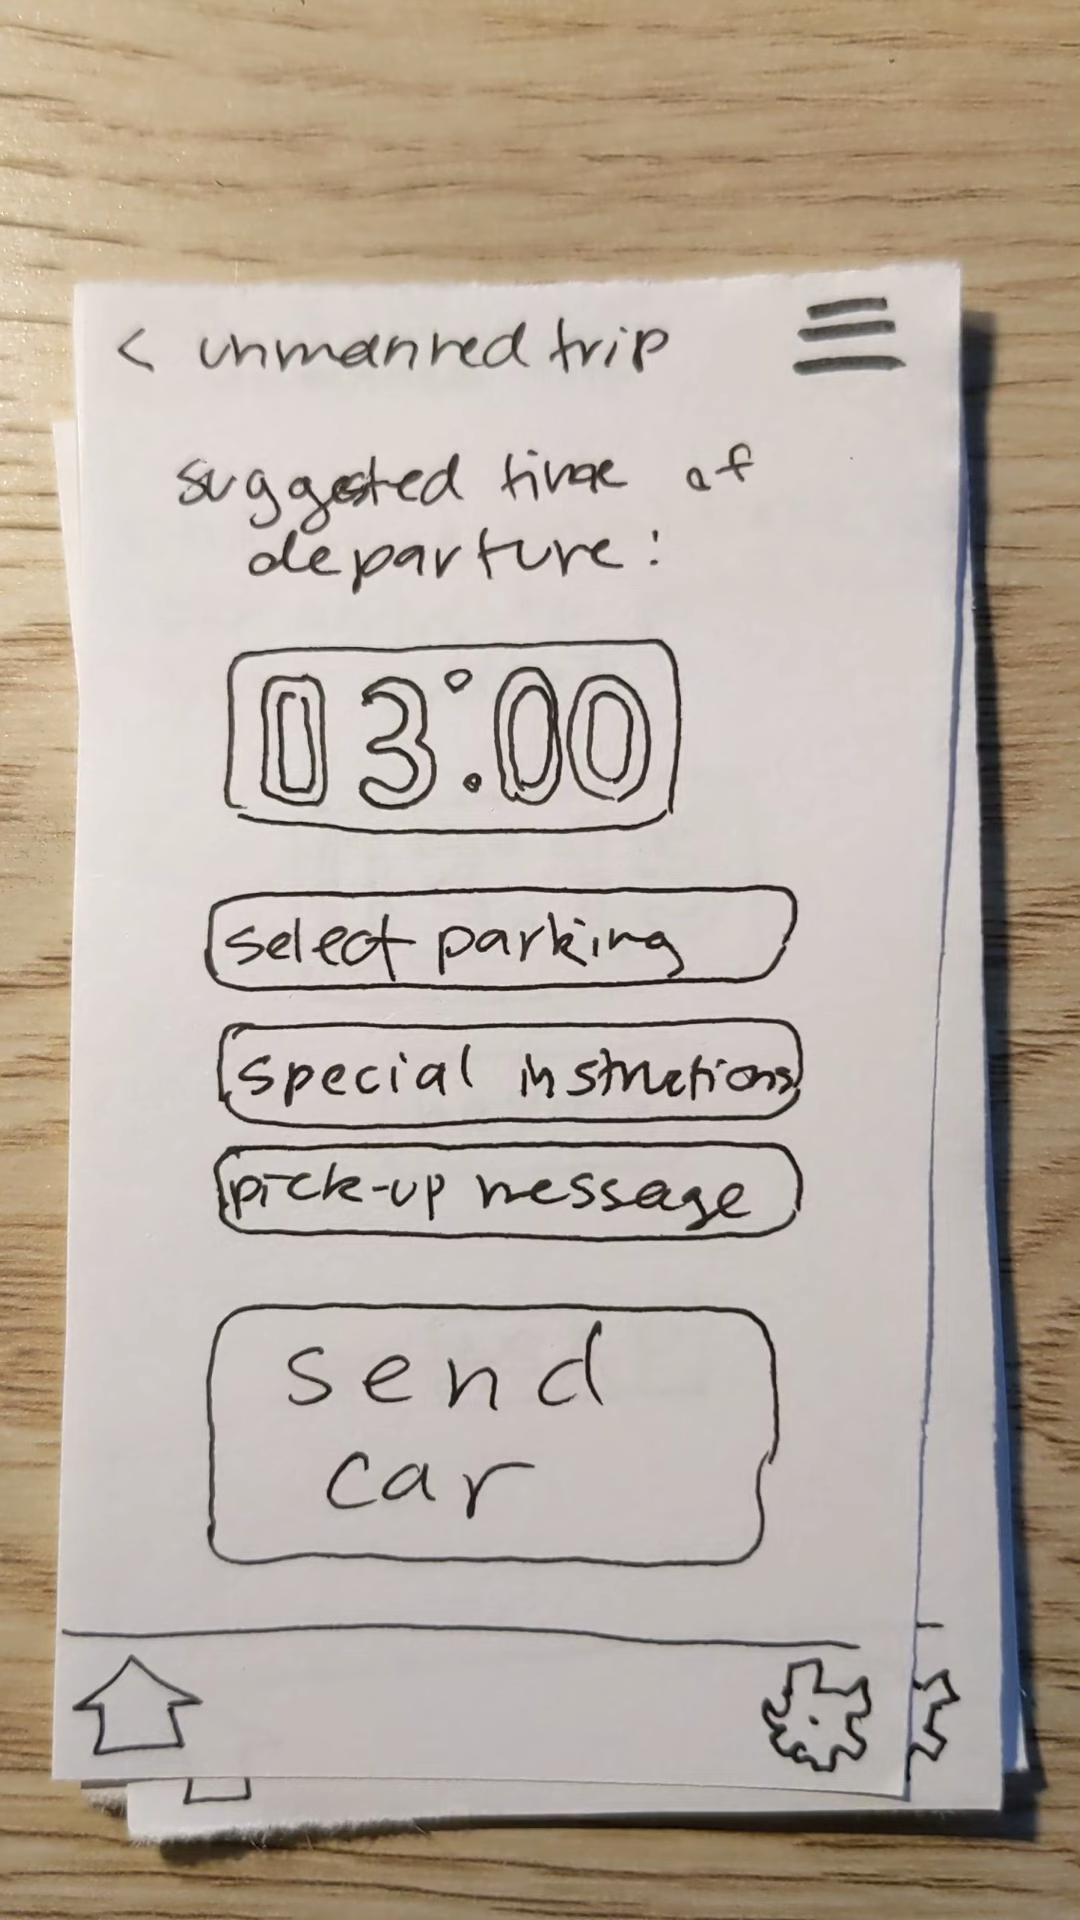 < unmanned trip
suggested time of
departure:
03:00
select parking
special instructions
pick-up message
send
car